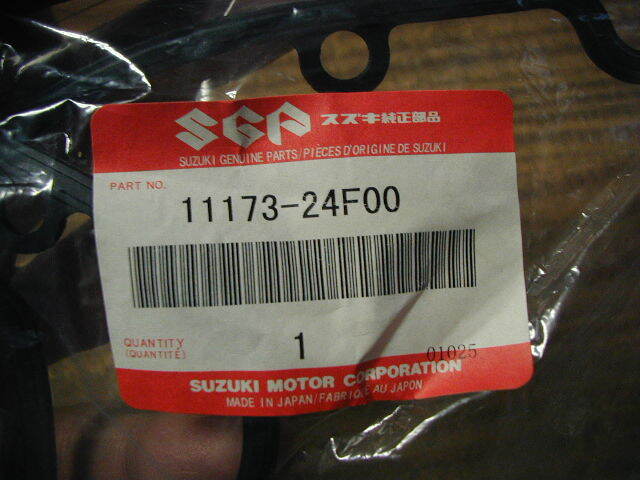 SGP スズキ純正部品
SUZUKI GENUINE PARTS/PIÈCES D'ORIGINE DE SUZUKI
PART NO.
11173-24F00
QUANTITY
(QUANTITÉ)
1
01025
SUZUKI MOTOR CORPORATION
MADE IN JAPAN/FABRIQUÉ AU JAPON